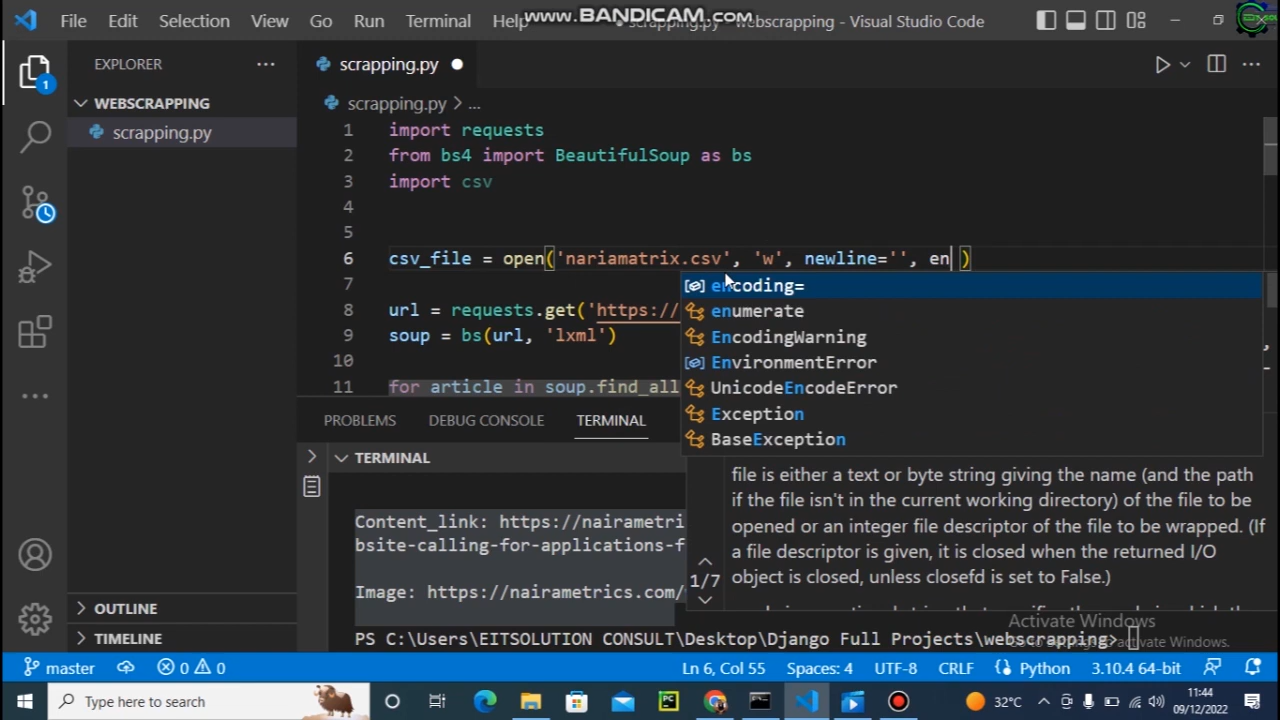 www.BANDICAM.com
File Edit Selection View Go Run Terminal Help
scrapping.py - webscrapping - Visual Studio Code
EXPLORER
WEBSCRAPPING
scrapping.py
1
OUTLINE
TIMELINE
scrapping.py
scrapping.py > ...
1 import requests
2 from bs4 import BeautifulSoup as bs
3 import csv
4
5
6 csv_file = open('nariamatrix.csv', 'w', newline='', en )
7
8 url = requests.get('https://
9 soup = bs(url, 'lxml')
10
11 for article in soup.find_all
encoding=
enumerate
EncodingWarning
EnvironmentError
UnicodeEncodeError
Exception
BaseException
file is either a text or byte string giving the name (and the path
if the file isn't in the current working directory) of the file to be
opened or an integer file descriptor of the file to be wrapped. (If
a file descriptor is given, it is closed when the returned I/O
object is closed, unless closefd is set to False.)
1/7
PROBLEMS DEBUG CONSOLE TERMINAL
TERMINAL
Content_link: https://nairametri
bsite-calling-for-applications-f
Image: https://nairametrics.com/
PS C:\Users\EITSOLUTION CONSULT\Desktop\Django Full Projects\webscrapping>
Activate Windows
Go to Settings to activate Windows.
master 0 0 Ln 6, Col 55 Spaces: 4 UTF-8 CRLF Python 3.10.4 64-bit
Type here to search
32°C
11:44
09/12/2022